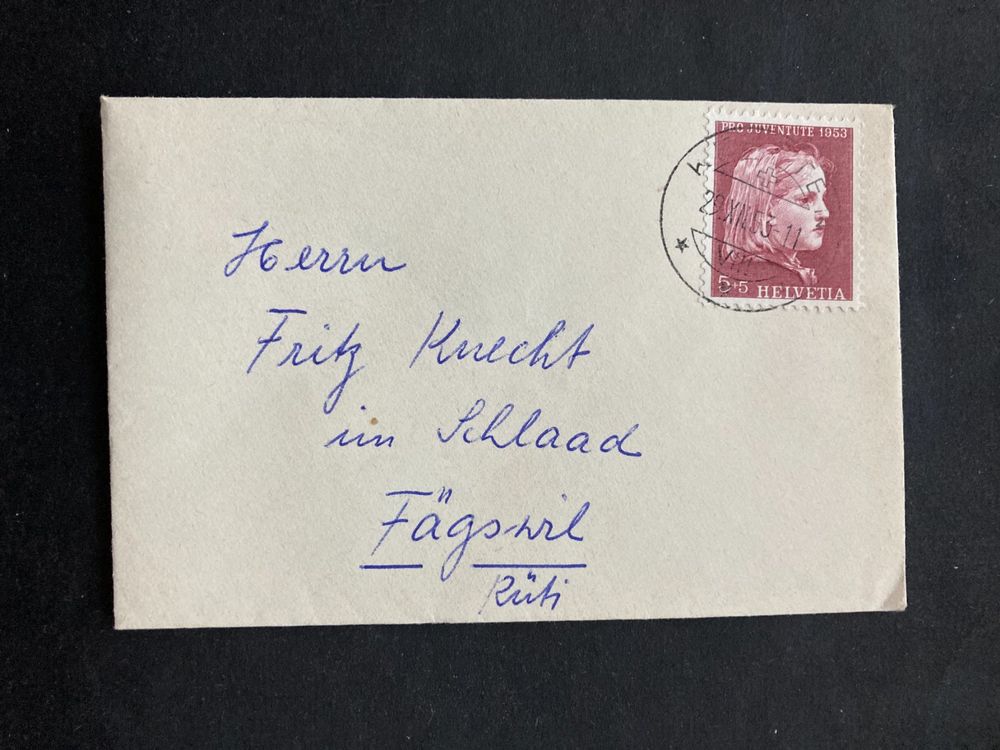 PRO JUVENTUTE 1953
5+5 HELVETIA
Herrn
Fritz Knecht
im Schlaad
Fägswil
Rüti